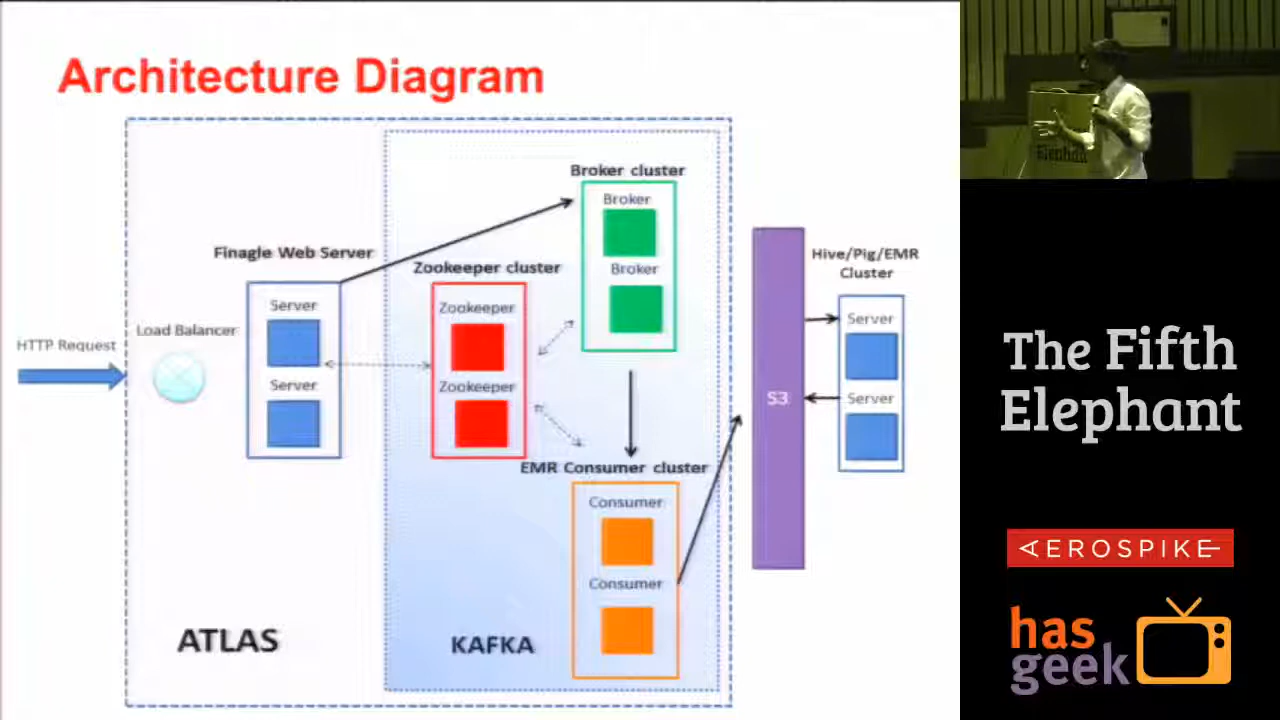 Architecture Diagram
Broker cluster
Broker
Broker
Finagle Web Server
Zookeeper cluster
Server
Server
Zookeeper
Zookeeper
Load Balancer
HTTP Request
EMR Consumer cluster
Consumer
Consumer
ATLAS
KAFKA
S3
Hive/Pig/EMR
Cluster
Server
Server
Elephan
The Fifth
Elephant
AEROSPIKE
has
geek